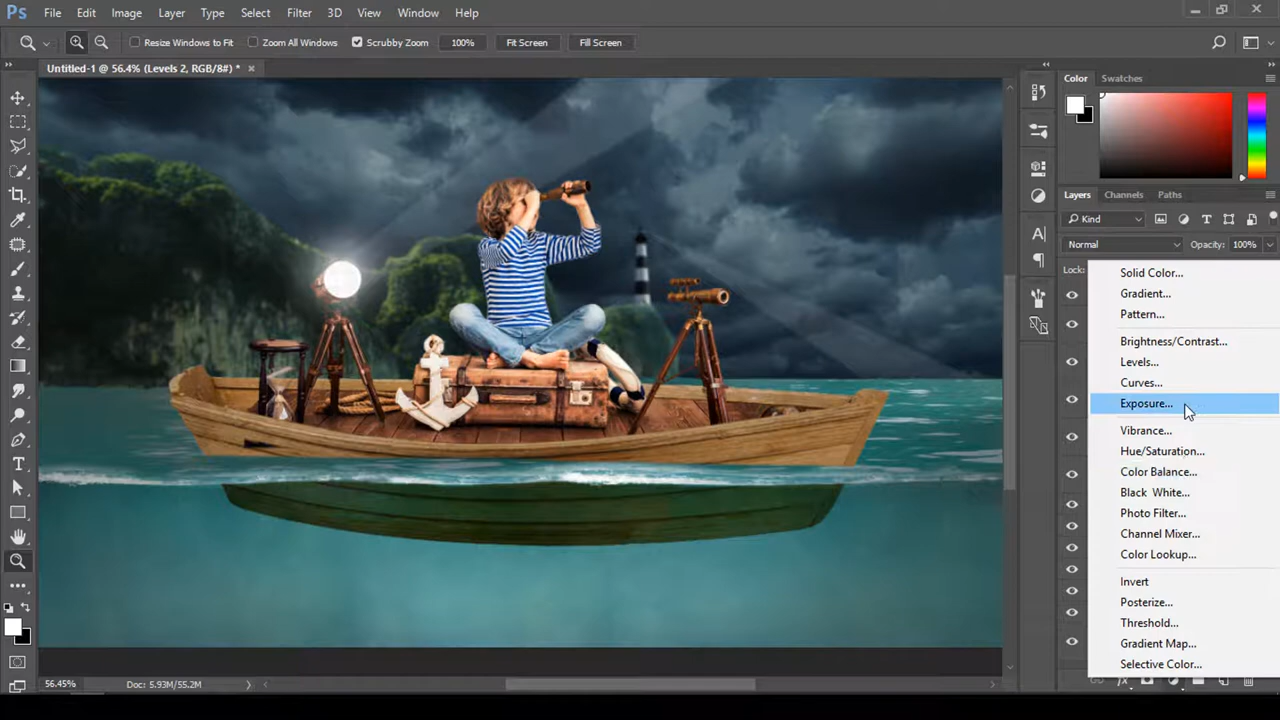 Ps File Edit Image Layer Type Select Filter 3D View Window Help
Resize Windows to Fit Zoom All Windows Scrubby Zoom 100% Fit Screen Fill Screen
Untitled-1 @ 56.4% (Levels 2, RGB/8#) *
Color Swatches
Layers Channels Paths
Kind
Normal Opacity: 100%
Lock:
Solid Color...
Gradient...
Pattern...
Brightness/Contrast...
Levels...
Curves...
Exposure...
Vibrance...
Hue/Saturation...
Color Balance...
Black White...
Photo Filter...
Channel Mixer...
Color Lookup...
Invert
Posterize...
Threshold...
Gradient Map...
Selective Color...
56.45% Doc: 5.93M/55.2M